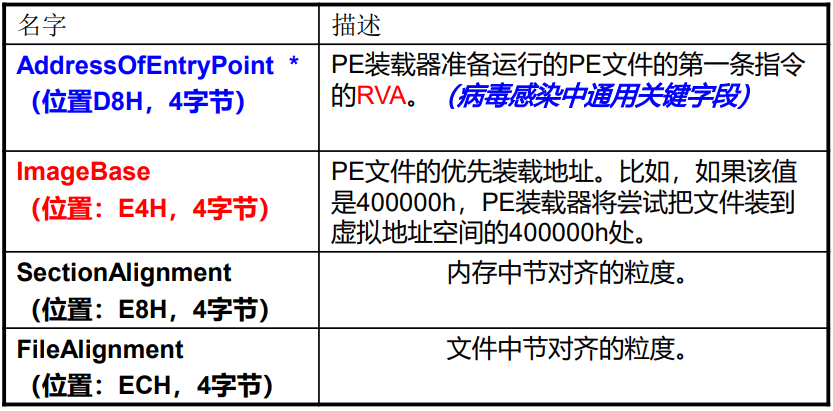 名字
描述
AddressOfEntryPoint *
（位置D8H，4字节）
PE装载器准备运行的PE文件的第一条指令
的RVA。（病毒感染中通用关键字段）
ImageBase
（位置：E4H，4字节）
PE文件的优先装载地址。比如，如果该值
是400000h，PE装载器将尝试把文件装到
虚拟地址空间的400000h处。
SectionAlignment
（位置：E8H，4字节）
内存中节对齐的粒度。
FileAlignment
（位置：ECH，4字节）
文件中节对齐的粒度。